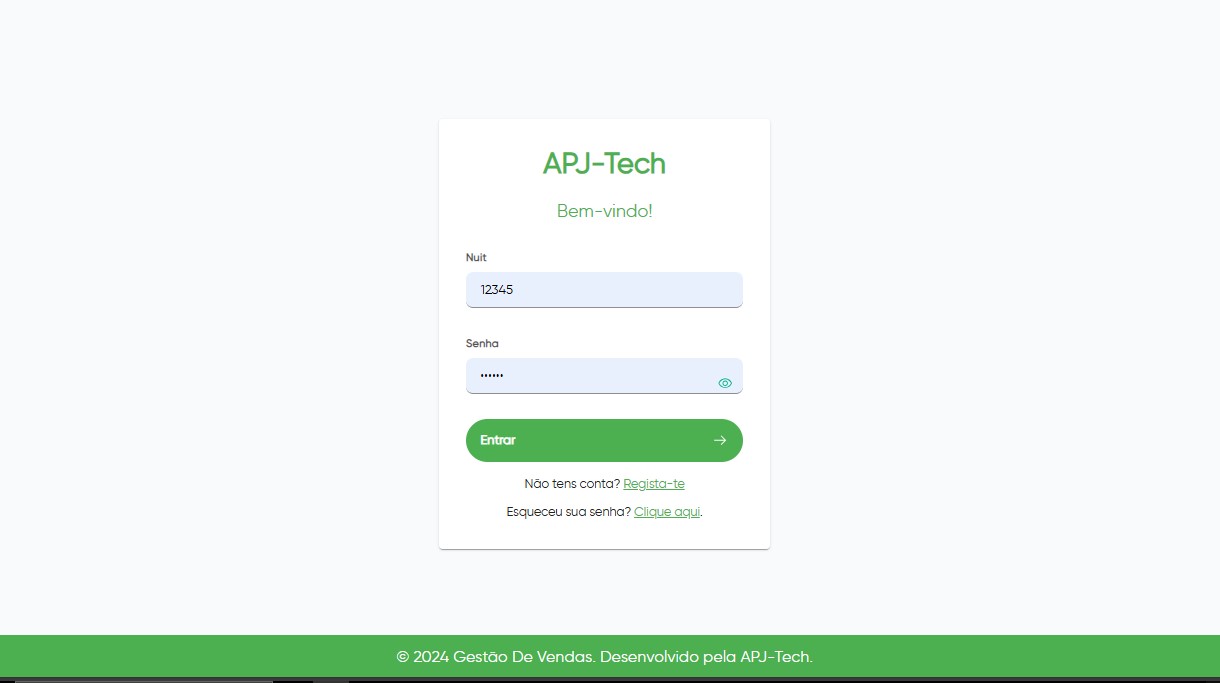 APJ-Tech
Bem-vindo!
Nuit
12345
Senha
••••••
Entrar
Não tens conta? Regista-te
Esqueceu sua senha? Clique aqui.
© 2024 Gestão De Vendas. Desenvolvido pela APJ-Tech.